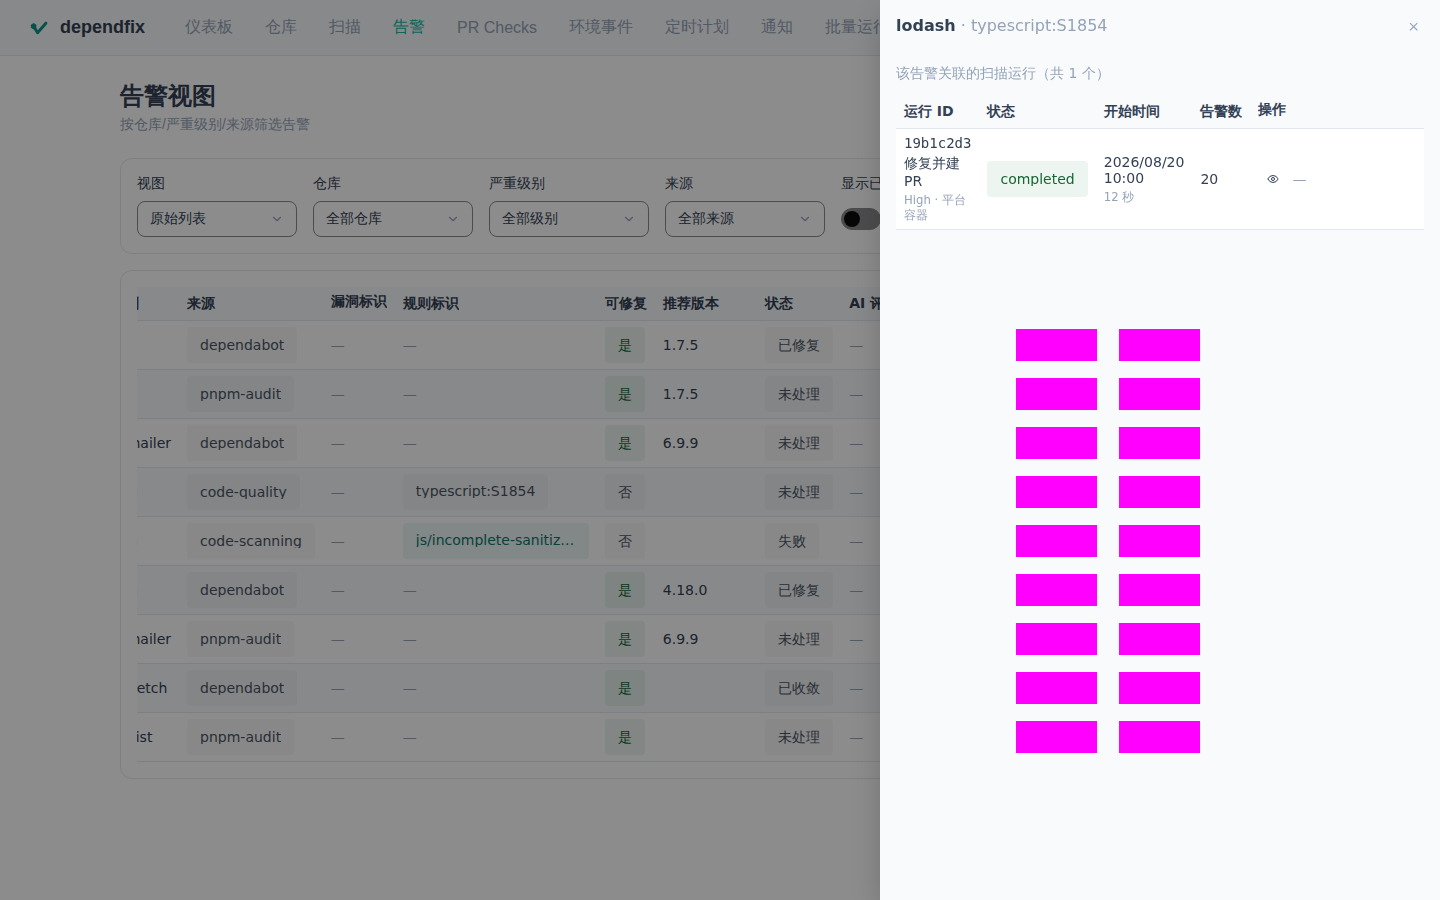 dependfix 仪表板 仓库 扫描 告警 PR Checks 环境事件 定时计划 通知 批量运行
告警视图
按仓库/严重级别/来源筛选告警
视图 仓库 严重级别 来源 显示已
原始列表 全部仓库 全部级别 全部来源
来源 漏洞标识 规则标识 可修复 推荐版本 状态 AI 评
dependabot — — 是 1.7.5 已修复 —
pnpm-audit — — 是 1.7.5 未处理 —
ailer dependabot — — 是 6.9.9 未处理 —
code-quality — typescript:S1854 否 未处理 —
code-scanning — js/incomplete-sanitiz... 否 失败 —
dependabot — — 是 4.18.0 已修复 —
ailer pnpm-audit — — 是 6.9.9 未处理 —
etch dependabot — — 是 已收敛 —
ist pnpm-audit — — 是 未处理 —
lodash · typescript:S1854 ×
该告警关联的扫描运行（共 1 个）
运行 ID 状态 开始时间 告警数 操作
19b1c2d3
修复并建
PR
High · 平台
容器
completed
2026/08/20
10:00
12 秒
20
—